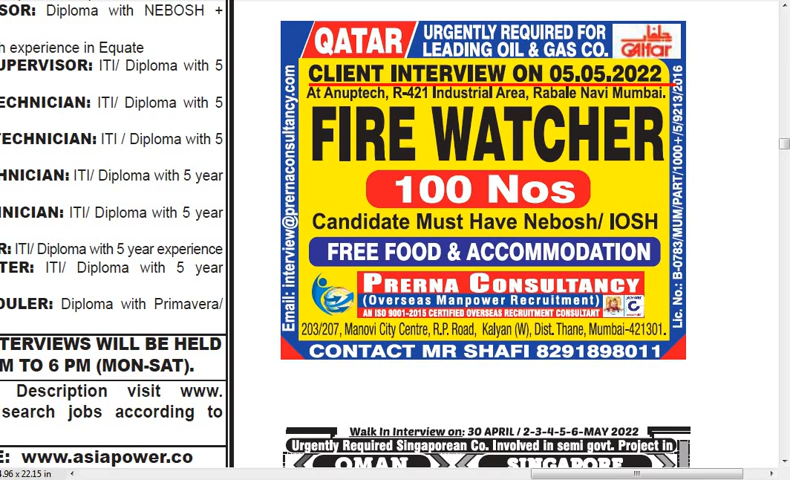 SOR: Diploma with NEBOSH +
h experience in Equate
UPERVISOR: ITI/ Diploma with 5
ECHNICIAN: ITI/ Diploma with 5
TECHNICIAN: ITI / Diploma with 5
HNICIAN: ITI/ Diploma with 5 year
NICIAN: ITI/ Diploma with 5 year
R: ITI/ Diploma with 5 year experience
TER: ITI/ Diploma with 5 year
DULER: Diploma with Primavera/
TERVIEWS WILL BE HELD
M TO 6 PM (MON-SAT).
Description visit www.
search jobs according to
E: www.asiapower.co
4.96 x 22.15 in
QATAR
URGENTLY REQUIRED FOR
LEADING OIL & GAS CO.
جلفار
Galfar
CLIENT INTERVIEW ON 05.05.2022
At Anuptech, R-421 Industrial Area, Rabale Navi Mumbai.
FIRE WATCHER
100 Nos
Candidate Must Have Nebosh/ IOSH
FREE FOOD & ACCOMMODATION
PRERNA CONSULTANCY
(Overseas Manpower Recruitment)
AN ISO 9001-2015 CERTIFIED OVERSEAS RECRUITMENT CONSULTANT
203/207, Manovi City Centre, R.P. Road, Kalyan (W), Dist. Thane, Mumbai-421301.
CONTACT MR SHAFI 8291898011
Email: interview@prernaconsultancy.com
Lic. No.: B-0783/MUM/PART/1000+/5/9213/2016
Walk In Interview on: 30 APRIL / 2-3-4-5-6-MAY 2022
Urgently Required Singaporean Co. Involved in semi govt. Project in
OMAN
SINGAPORE